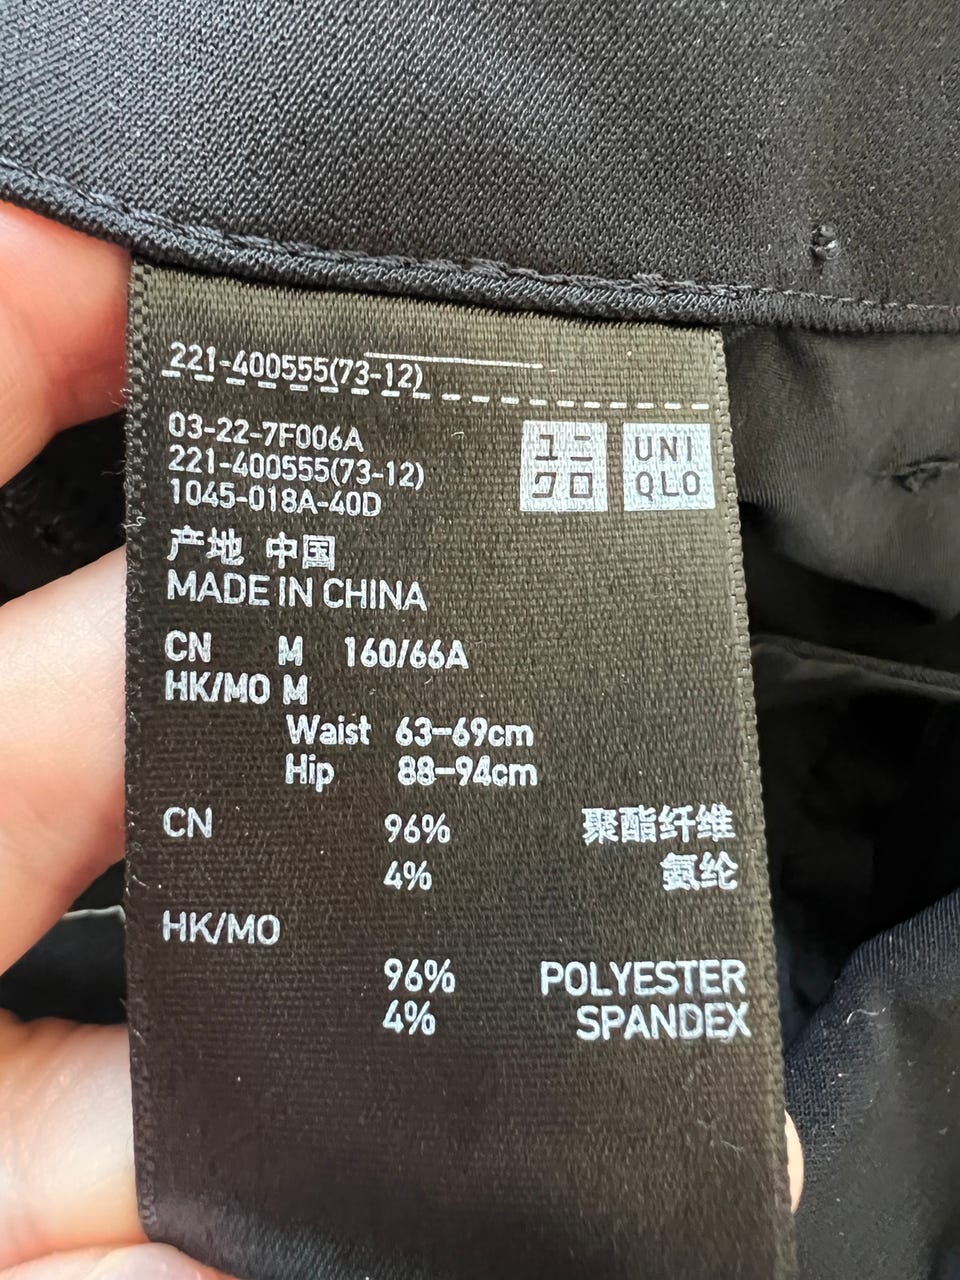 221-400555(73-12)
03-22-7F006A
221-400555(73-12)
1045-018A-40D
ユニ
クロ
UNI
QLO
产地 中国
MADE IN CHINA
CN M 160/66A
HK/MO M
Waist 63-69cm
Hip 88-94cm
CN 96% 聚酯纤维
4% 氨纶
HK/MO
96% POLYESTER
4% SPANDEX